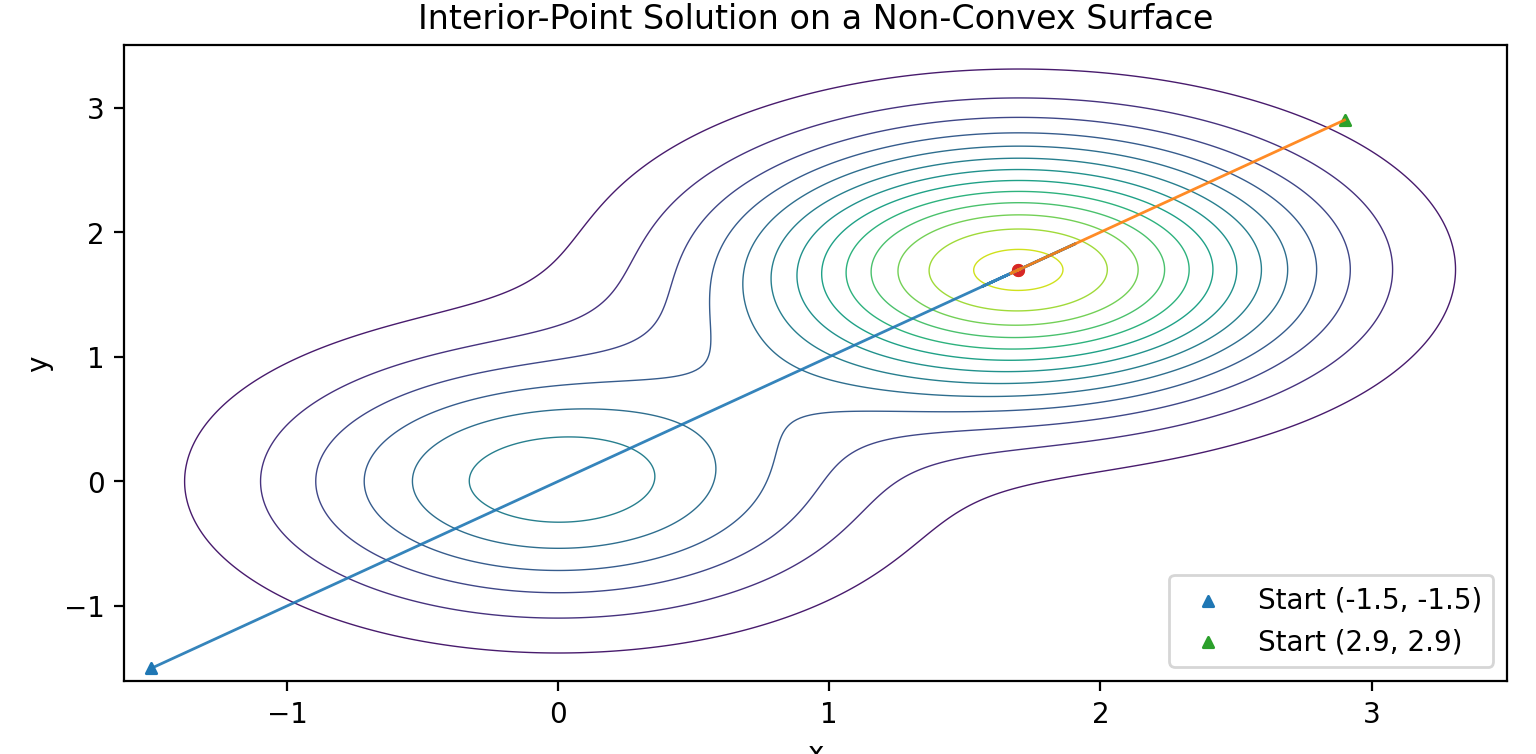 Interior-Point Solution on a Non-Convex Surface
3
2
1
0
−1
y
−1
0
1
2
3
x
Start (-1.5, -1.5)
Start (2.9, 2.9)